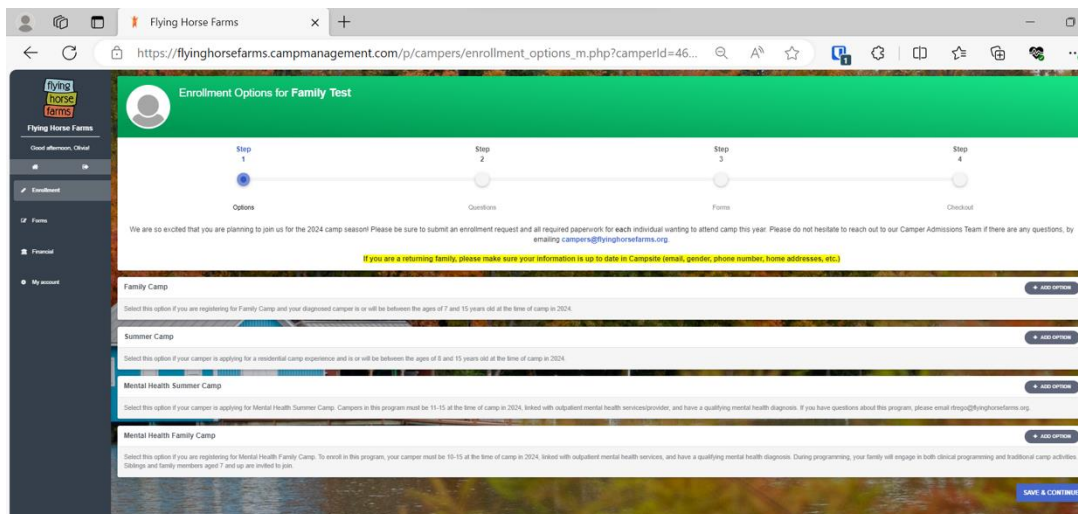 Flying Horse Farms
https://flyinghorsefarms.campmanagement.com/p/campers/enrollment_options_m.php?camperId=46...
1
flying
horse
farms
Flying Horse Farms
Good afternoon, Olivia!
Enrollment
Forms
Financial
My account
Enrollment Options for Family Test
Step Step Step Step
1 2 3 4
Options Questions Forms Checkout
We are so excited that you are planning to join us for the 2024 camp season! Please be sure to submit an enrollment request and all required paperwork for each individual wanting to attend camp this year. Please do not hesitate to reach out to our Camper Admissions Team if there are any questions, by
emailing campers@flyinghorsefarms.org.
If you are a returning family, please make sure your information is up to date in Campsite (email, gender, phone number, home addresses, etc.)
Family Camp
+ ADD OPTION
Select this option if you are registering for Family Camp and your diagnosed camper is or will be between the ages of 7 and 15 years old at the time of camp in 2024.
Summer Camp
+ ADD OPTION
Select this option if your camper is applying for a residential camp experience and is or will be between the ages of 8 and 15 years old at the time of camp in 2024.
Mental Health Summer Camp
+ ADD OPTION
Select this option if your camper is applying for Mental Health Summer Camp. Campers in this program must be 11-15 at the time of camp in 2024, linked with outpatient mental health services/provider, and have a qualifying mental health diagnosis. If you have questions about this program, please email
Mental Health Family Camp
+ ADD OPTION
Select this option if you are registering for Mental Health Family Camp. To enroll in this program, your camper must be 10-15 at the time of camp in 2024, linked with outpatient mental health services, and have a qualifying mental health diagnosis. During programming, your family will engage in both clinical programming and traditional camp activities.
Siblings and family members aged 7 and up are invited to join.
SAVE & CONTINUE